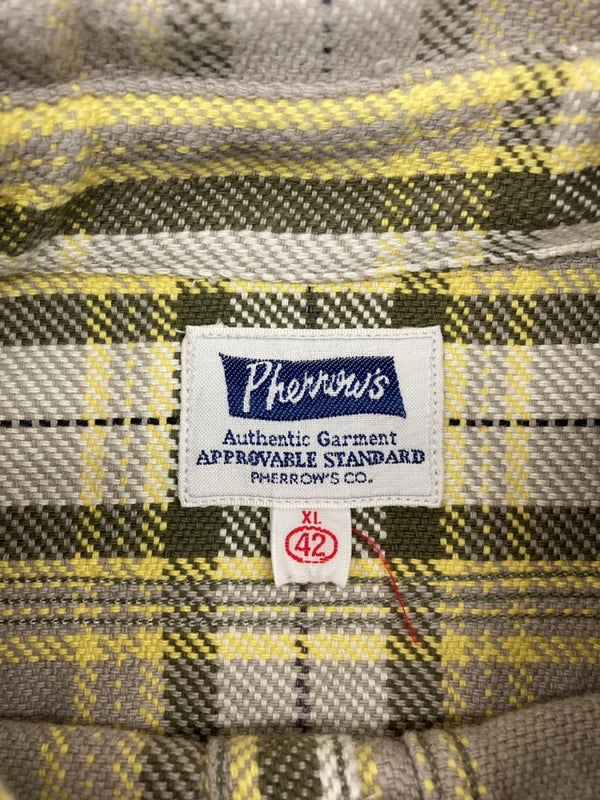 Pherrow's
Authentic Garment
APPROVABLE STANDARD
PHERROW'S CO.
XL
42